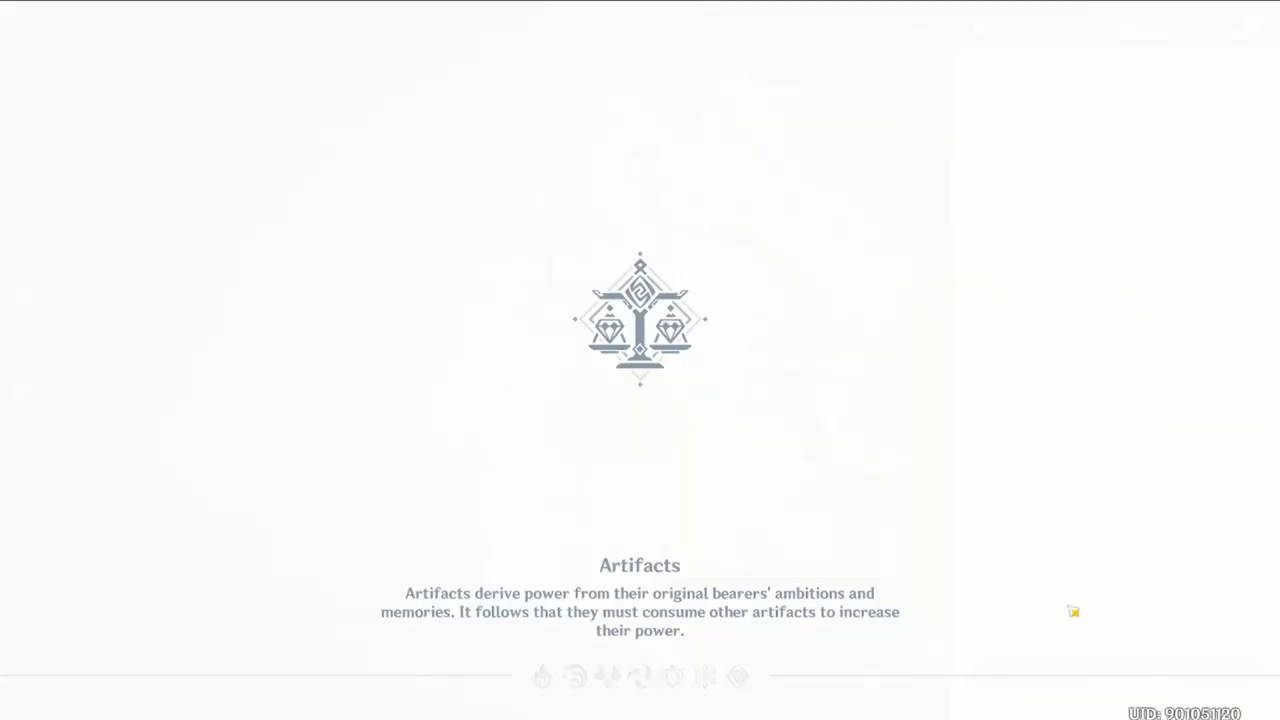 Artifacts
Artifacts derive power from their original bearers' ambitions and
memories. It follows that they must consume other artifacts to increase
their power.
UID: 901051120